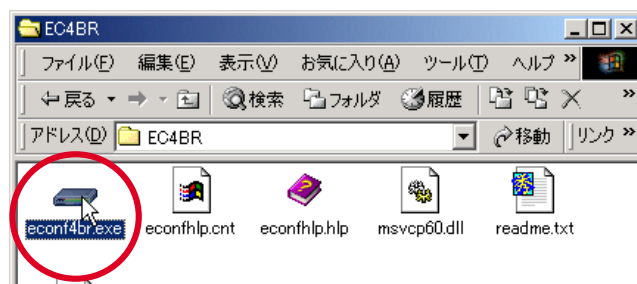 EC4BR
ファイル(F) 編集(E) 表示(V) お気に入り(A) ツール(T) ヘルプ »
戻る 検索 フォルダ 履歴 »
アドレス(D) EC4BR 移動 リンク »
econf4br.exe econfhlp.cnt econfhlp.hlp msvcp60.dll readme.txt